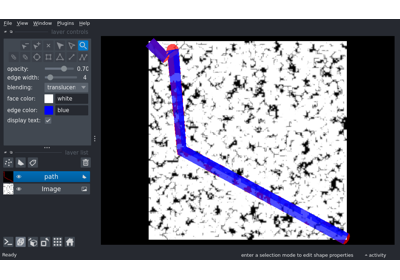 File View Window Plugins Help
layer controls
opacity: 0.70
edge width: 4
blending: translucen
face color: white
edge color: blue
display text:
layer list
path
Image
Ready enter a selection mode to edit shape properties activity